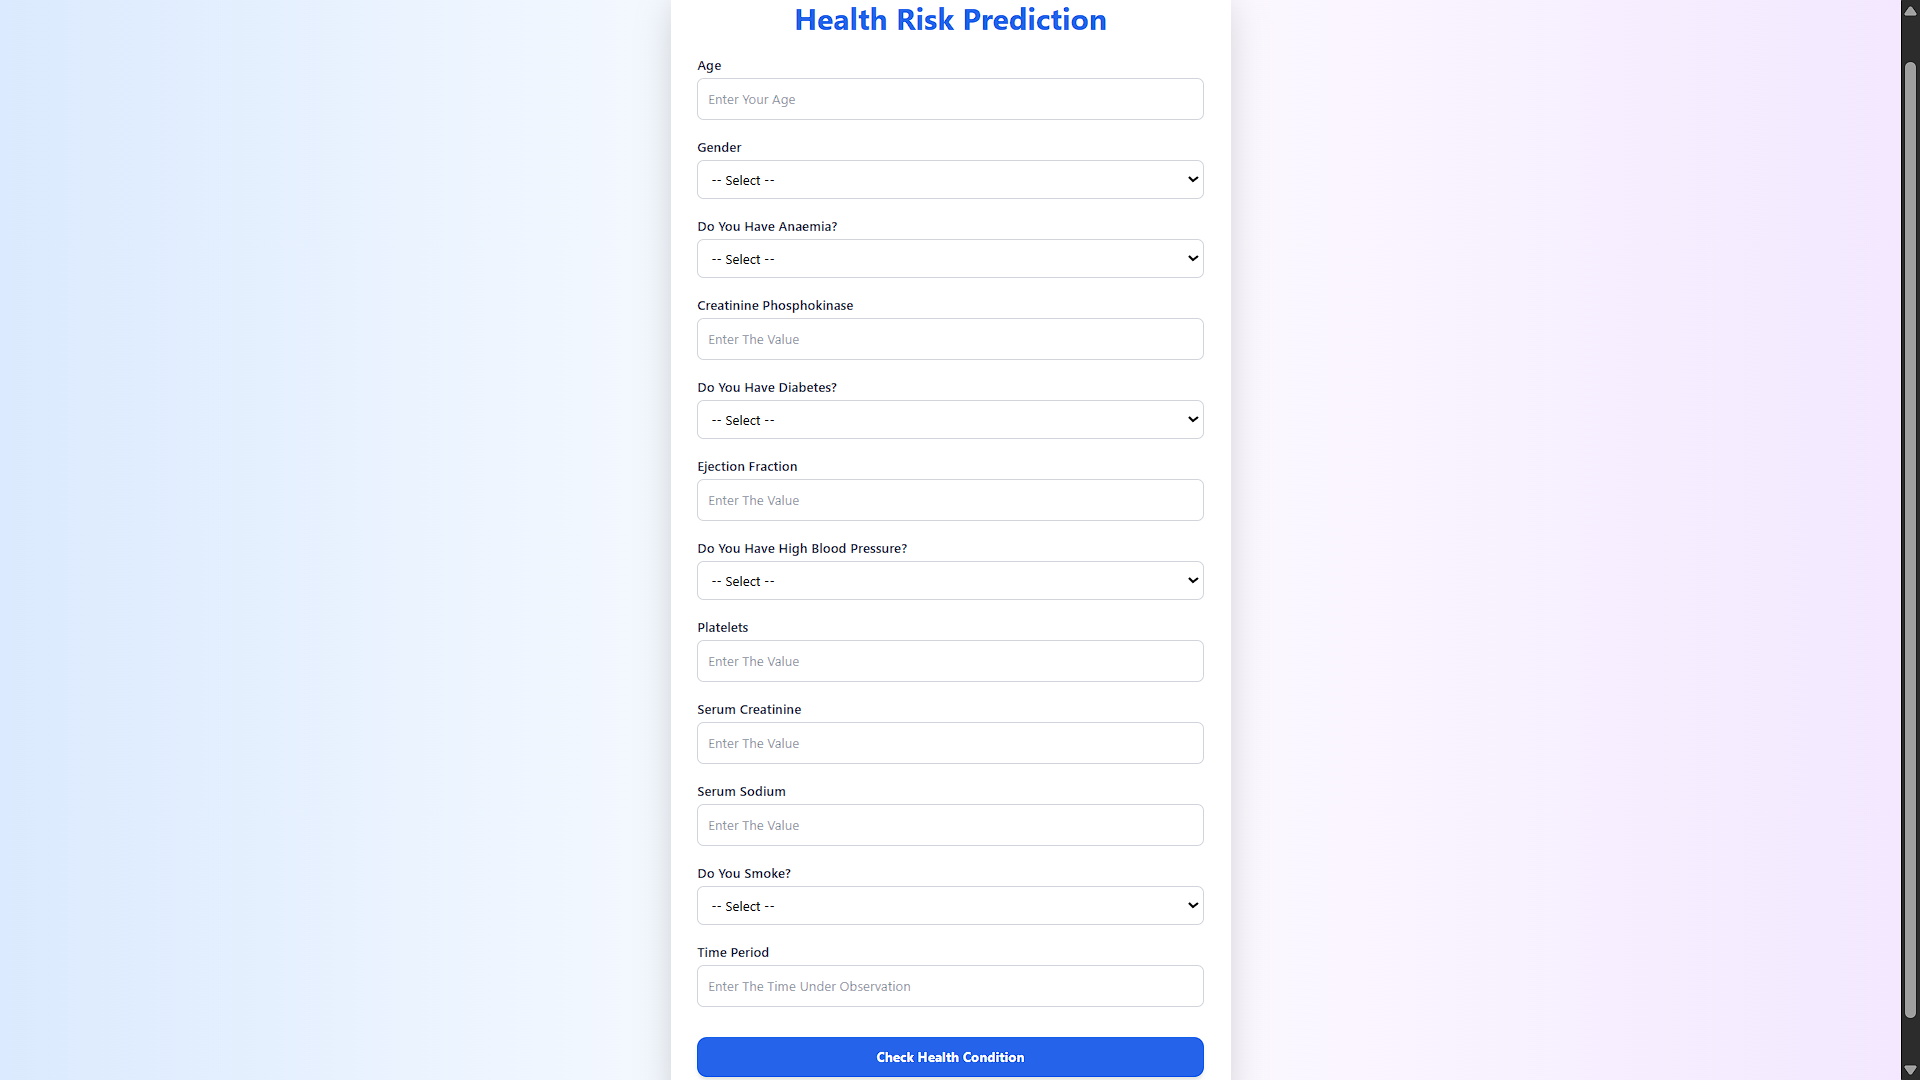 Health Risk Prediction
Age
Enter Your Age
Gender
-- Select --
Do You Have Anaemia?
-- Select --
Creatinine Phosphokinase
Enter The Value
Do You Have Diabetes?
-- Select --
Ejection Fraction
Enter The Value
Do You Have High Blood Pressure?
-- Select --
Platelets
Enter The Value
Serum Creatinine
Enter The Value
Serum Sodium
Enter The Value
Do You Smoke?
-- Select --
Time Period
Enter The Time Under Observation
Check Health Condition